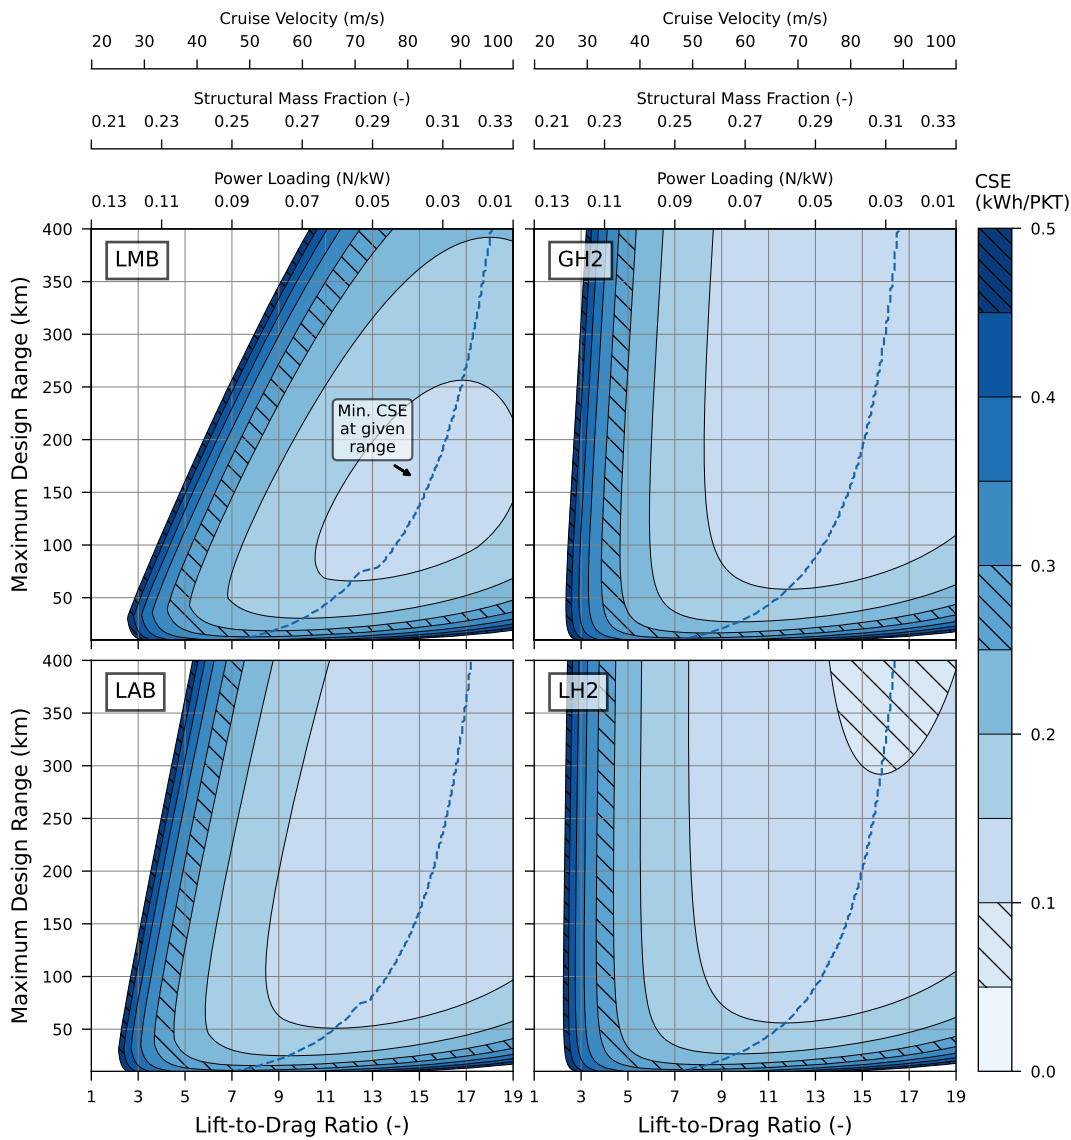 Cruise Velocity (m/s)
Cruise Velocity (m/s)
20 30 40 50 60 70 80 90 100
20 30 40 50 60 70 80 90 100
Structural Mass Fraction (-)
Structural Mass Fraction (-)
0.21 0.23 0.25 0.27 0.29 0.31 0.33
0.21 0.23 0.25 0.27 0.29 0.31 0.33
Power Loading (N/kW)
Power Loading (N/kW)
0.13 0.11 0.09 0.07 0.05 0.03 0.01
0.13 0.11 0.09 0.07 0.05 0.03 0.01
CSE
(kWh/PKT)
Maximum Design Range (km)
400
350
300
250
200
150
100
50
LMB
Min. CSE
at given
range
GH2
Maximum Design Range (km)
400
350
300
250
200
150
100
50
LAB
LH2
1 3 5 7 9 11 13 15 17 19
1 3 5 7 9 11 13 15 17 19
Lift-to-Drag Ratio (-)
Lift-to-Drag Ratio (-)
0.5
0.4
0.3
0.2
0.1
0.0